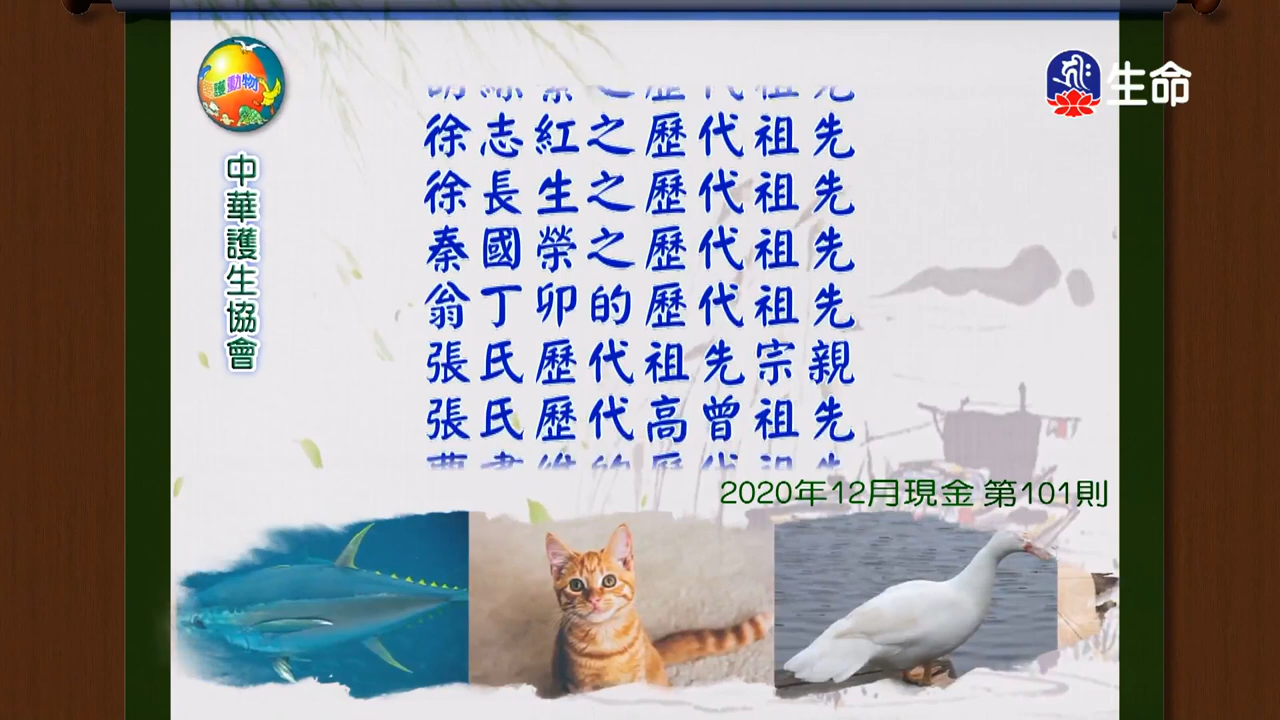 護動物
生命
中華護生協會
徐志紅之歷代祖先
徐長生之歷代祖先
秦國榮之歷代祖先
翁丁卯的歷代祖先
張氏歷代祖先宗親
張氏歷代高曾祖先
2020年12月現金 第101則